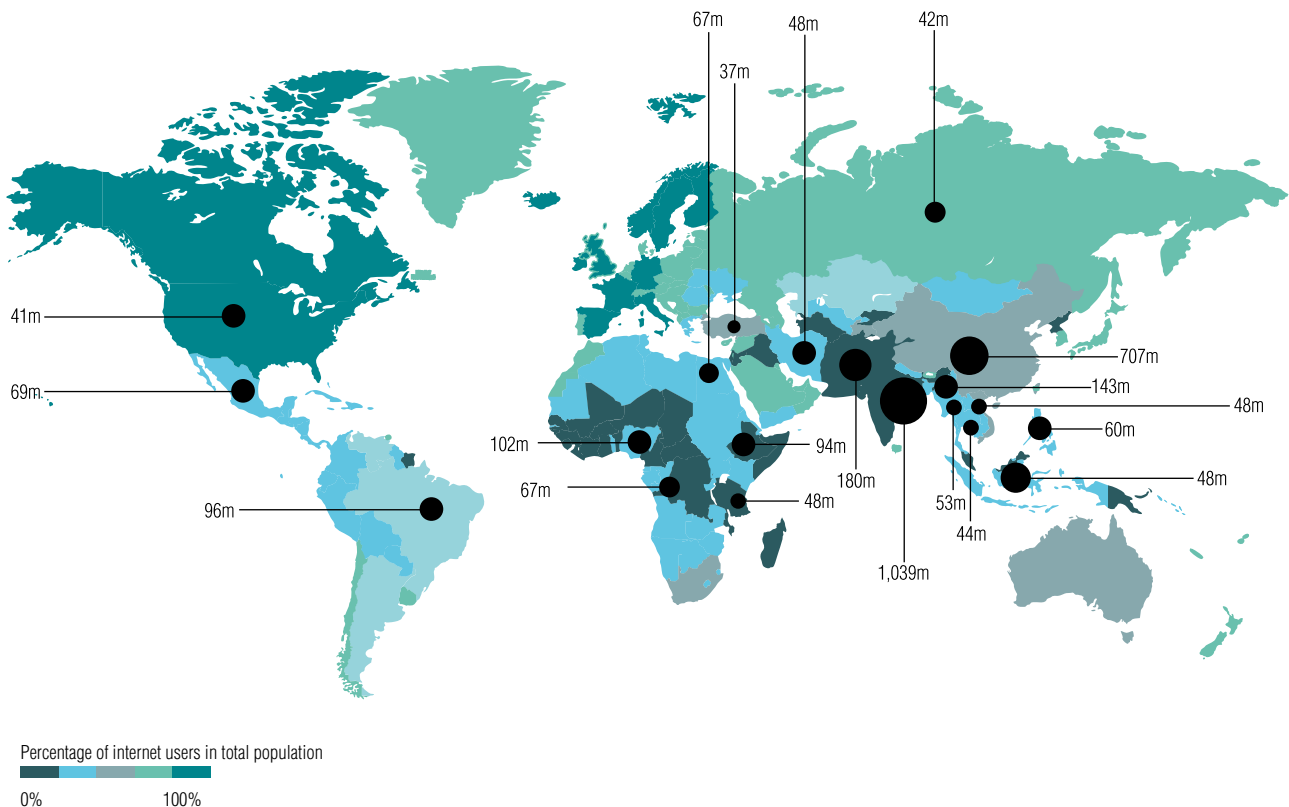 67m
48m
42m
37m
41m
707m
69m
143m
48m
102m
94m
60m
67m
180m
48m
53m
48m
96m
44m
1,039m
Percentage of internet users in total population
0%
100%